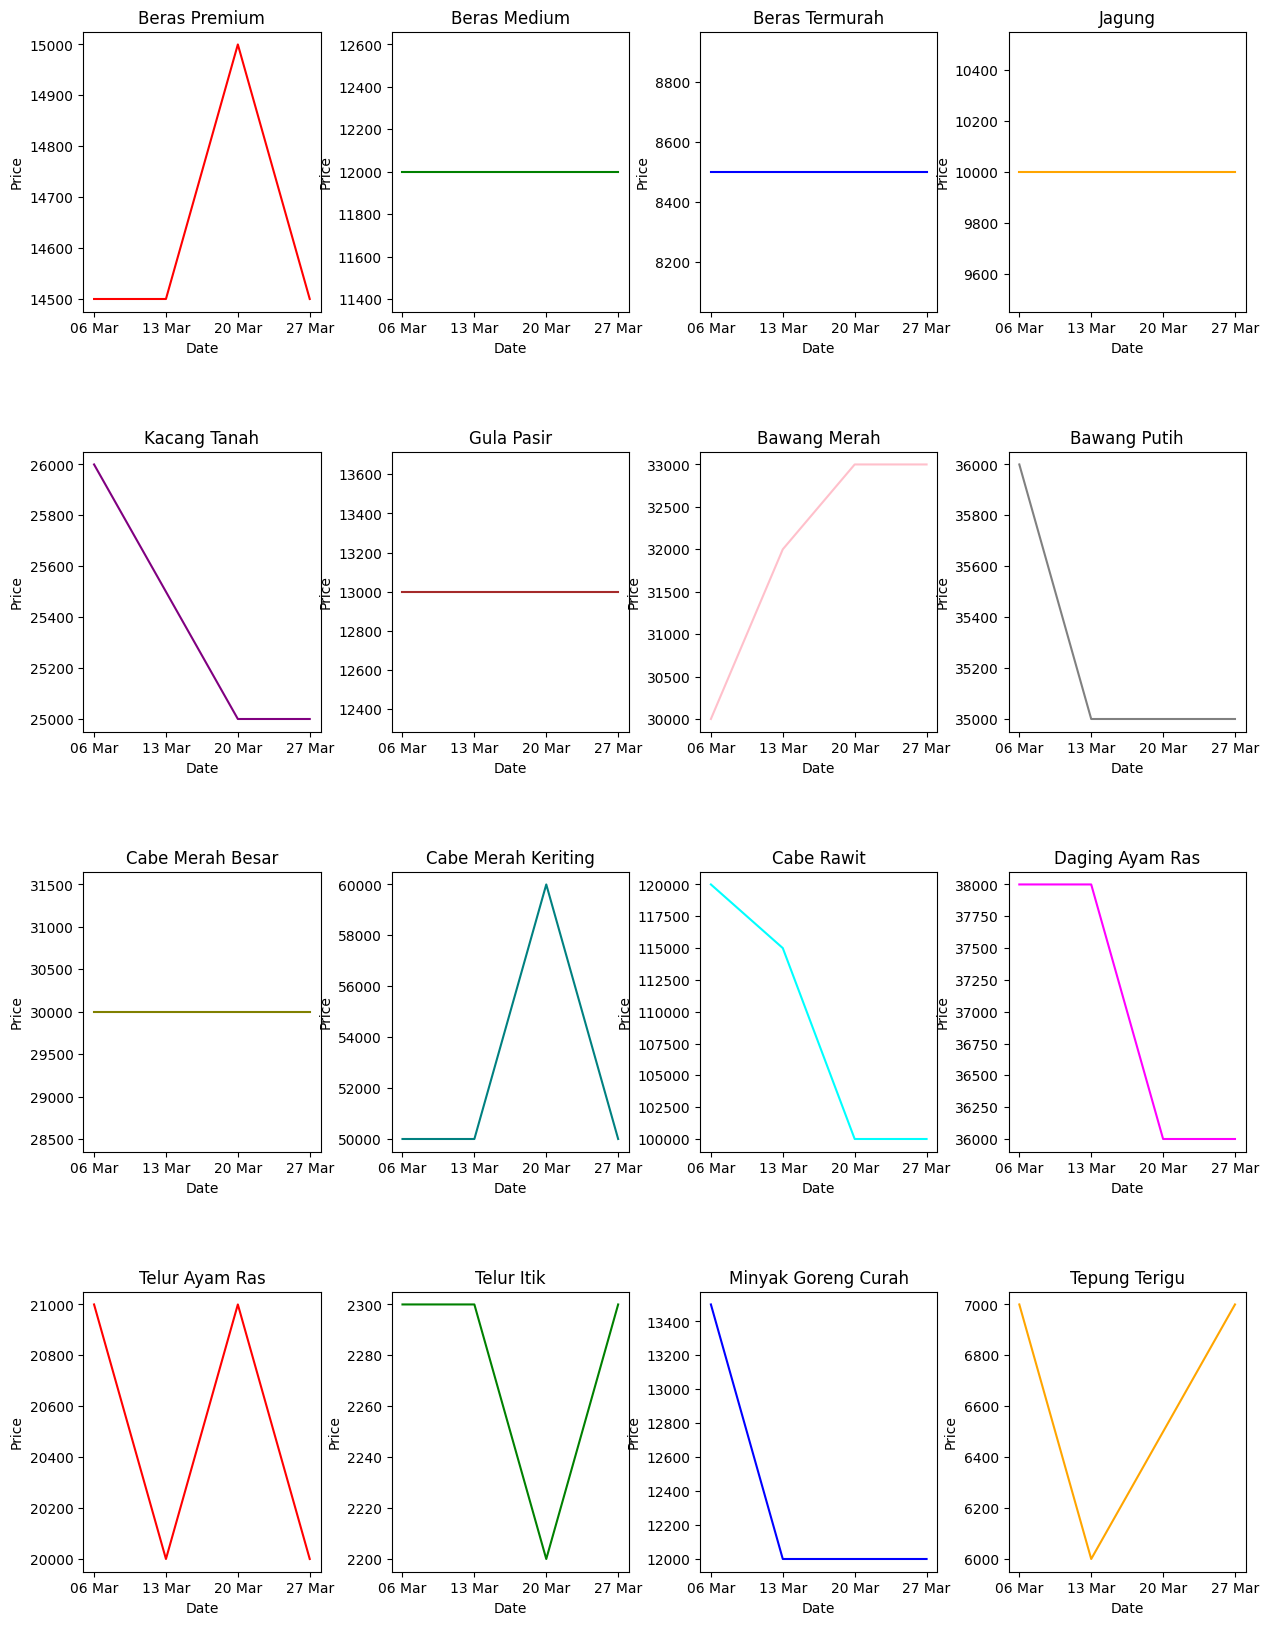 Beras Premium
15000
14900
14800
14700
14600
14500
Price
06 Mar 13 Mar 20 Mar 27 Mar
Date
Beras Medium
12600
12400
12200
12000
11800
11600
11400
Price
06 Mar 13 Mar 20 Mar 27 Mar
Date
Beras Termurah
8800
8600
8400
8200
Price
06 Mar 13 Mar 20 Mar 27 Mar
Date
Jagung
10400
10200
10000
9800
9600
Price
06 Mar 13 Mar 20 Mar 27 Mar
Date
Kacang Tanah
26000
25800
25600
25400
25200
25000
Price
06 Mar 13 Mar 20 Mar 27 Mar
Date
Gula Pasir
13600
13400
13200
13000
12800
12600
12400
Price
06 Mar 13 Mar 20 Mar 27 Mar
Date
Bawang Merah
33000
32500
32000
31500
31000
30500
30000
Price
06 Mar 13 Mar 20 Mar 27 Mar
Date
Bawang Putih
36000
35800
35600
35400
35200
35000
Price
06 Mar 13 Mar 20 Mar 27 Mar
Date
Cabe Merah Besar
31500
31000
30500
30000
29500
29000
28500
Price
06 Mar 13 Mar 20 Mar 27 Mar
Date
Cabe Merah Keriting
60000
58000
56000
54000
52000
50000
Price
06 Mar 13 Mar 20 Mar 27 Mar
Date
Cabe Rawit
120000
117500
115000
112500
110000
107500
105000
102500
100000
Price
06 Mar 13 Mar 20 Mar 27 Mar
Date
Daging Ayam Ras
38000
37750
37500
37250
37000
36750
36500
36250
36000
Price
06 Mar 13 Mar 20 Mar 27 Mar
Date
Telur Ayam Ras
21000
20800
20600
20400
20200
20000
Price
06 Mar 13 Mar 20 Mar 27 Mar
Date
Telur Itik
2300
2280
2260
2240
2220
2200
Price
06 Mar 13 Mar 20 Mar 27 Mar
Date
Minyak Goreng Curah
13400
13200
13000
12800
12600
12400
12200
12000
Price
06 Mar 13 Mar 20 Mar 27 Mar
Date
Tepung Terigu
7000
6800
6600
6400
6200
6000
Price
06 Mar 13 Mar 20 Mar 27 Mar
Date